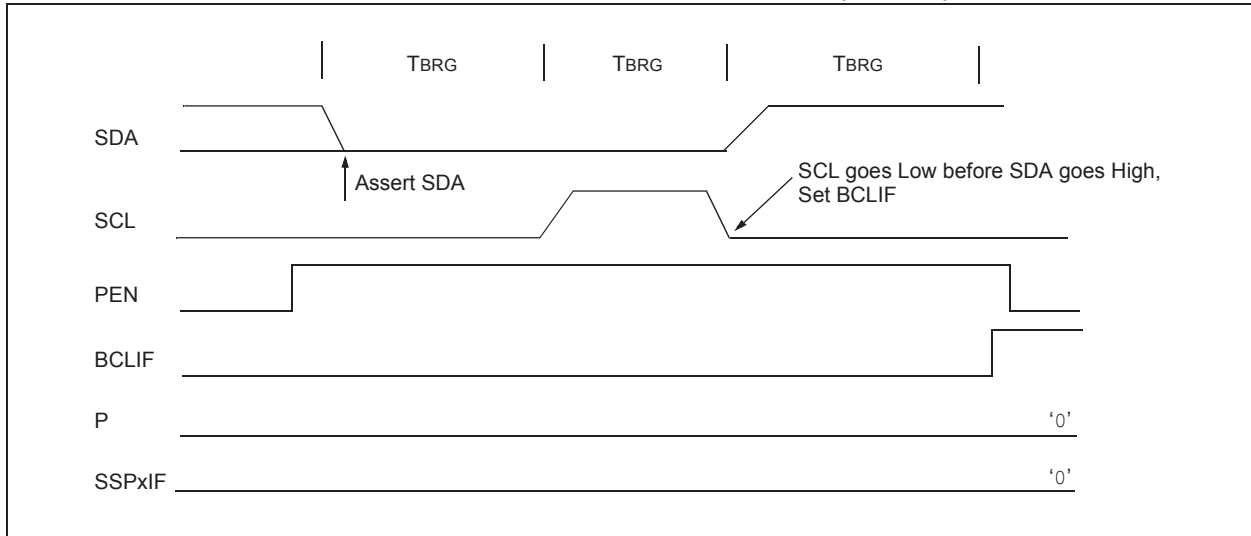 TBRG TBRG TBRG
SDA
Assert SDA
SCL goes Low before SDA goes High,
Set BCLIF
SCL
PEN
BCLIF
P ‘0’
SSPxIF ‘0’